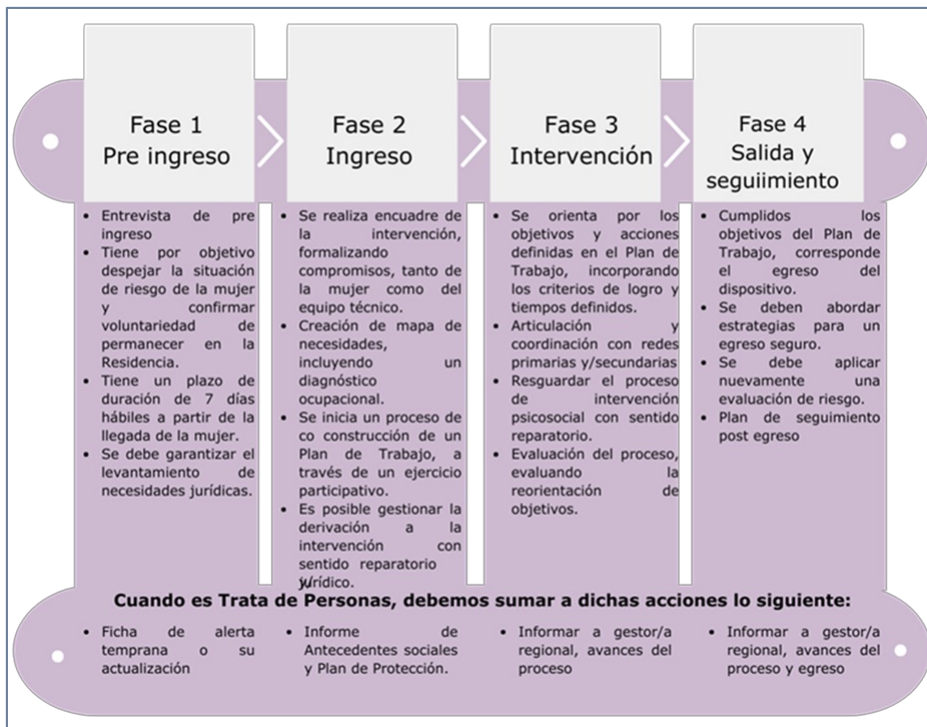 Fase 1
Pre ingreso
Fase 2
Ingreso
Fase 3
Intervención
Fase 4
Salida y
seguiimiento
• Entrevista de pre
ingreso
• Tiene por objetivo
despejar la situación
de riesgo de la mujer
y confirmar
voluntariedad de
permanecer en la
Residencia.
• Tiene un plazo de
duración de 7 días
hábiles a partir de la
llegada de la mujer.
• Se debe garantizar el
levantamiento de
necesidades jurídicas.
• Se realiza encuadre de
la intervención,
formalizando
compromisos, tanto de
la mujer como del
equipo técnico.
• Creación de mapa de
necesidades,
incluyendo un
diagnóstico
ocupacional.
• Se inicia un proceso de
co construcción de un
Plan de Trabajo, a
través de un ejercicio
participativo.
• Es posible gestionar la
derivación a la
intervención con
sentido reparatorio
y/
jurídico.
• Se orienta por los
objetivos y acciones
definidas en el Plan de
Trabajo, incorporando
los criterios de logro y
tiempos definidos.
• Articulación y
coordinación con redes
primarias y/secundarias
• Resguardar el proceso
de intervención
psicosocial con sentido
reparatorio.
• Evaluación del proceso,
evaluando la
reorientación de
objetivos.
• Cumplidos los
objetivos del Plan de
Trabajo, corresponde
el egreso del
dispositivo.
• Se deben abordar
estrategias para un
egreso seguro.
• Se debe aplicar
nuevamente una
evaluación de riesgo.
• Plan de seguimiento
post egreso
Cuando es Trata de Personas, debemos sumar a dichas acciones lo siguiente:
• Ficha de alerta
temprana o su
actualización
• Informe de
Antecedentes sociales
y Plan de Protección.
• Informar a gestor/a
regional, avances del
proceso
• Informar a gestor/a
regional, avances del
proceso y egreso